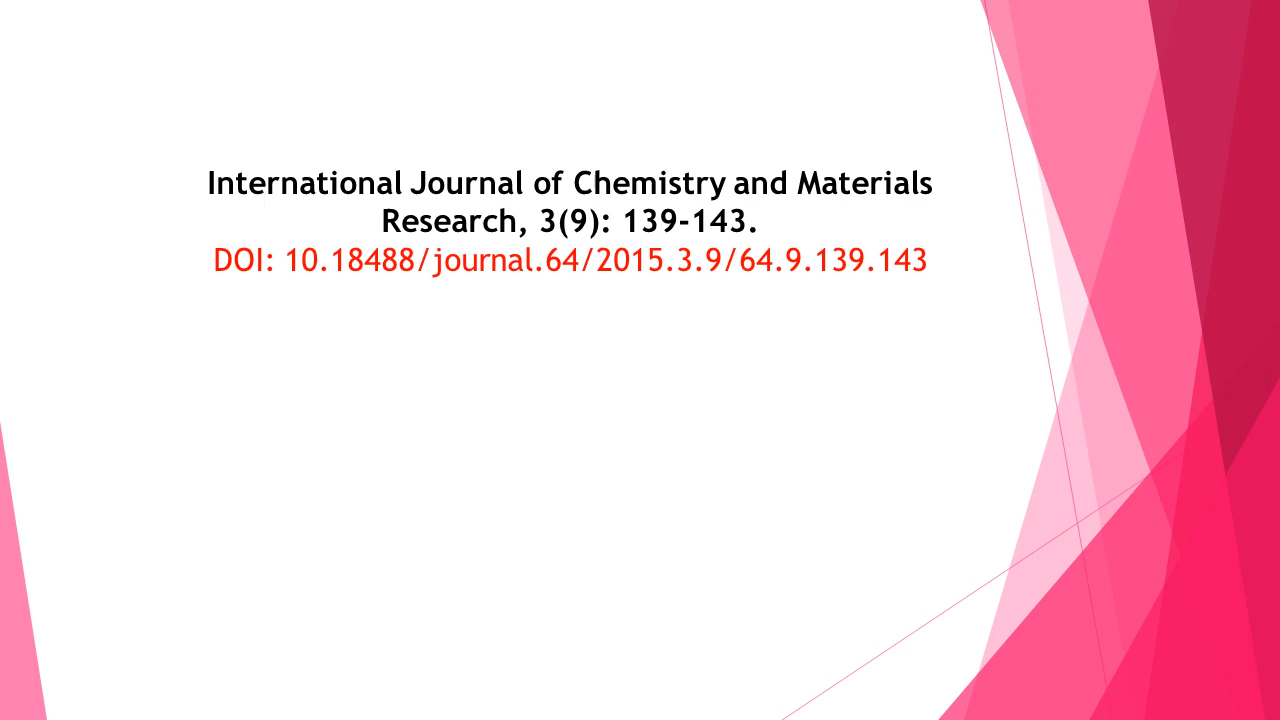 International Journal of Chemistry and Materials
Research, 3(9): 139-143.
DOI: 10.18488/journal.64/2015.3.9/64.9.139.143